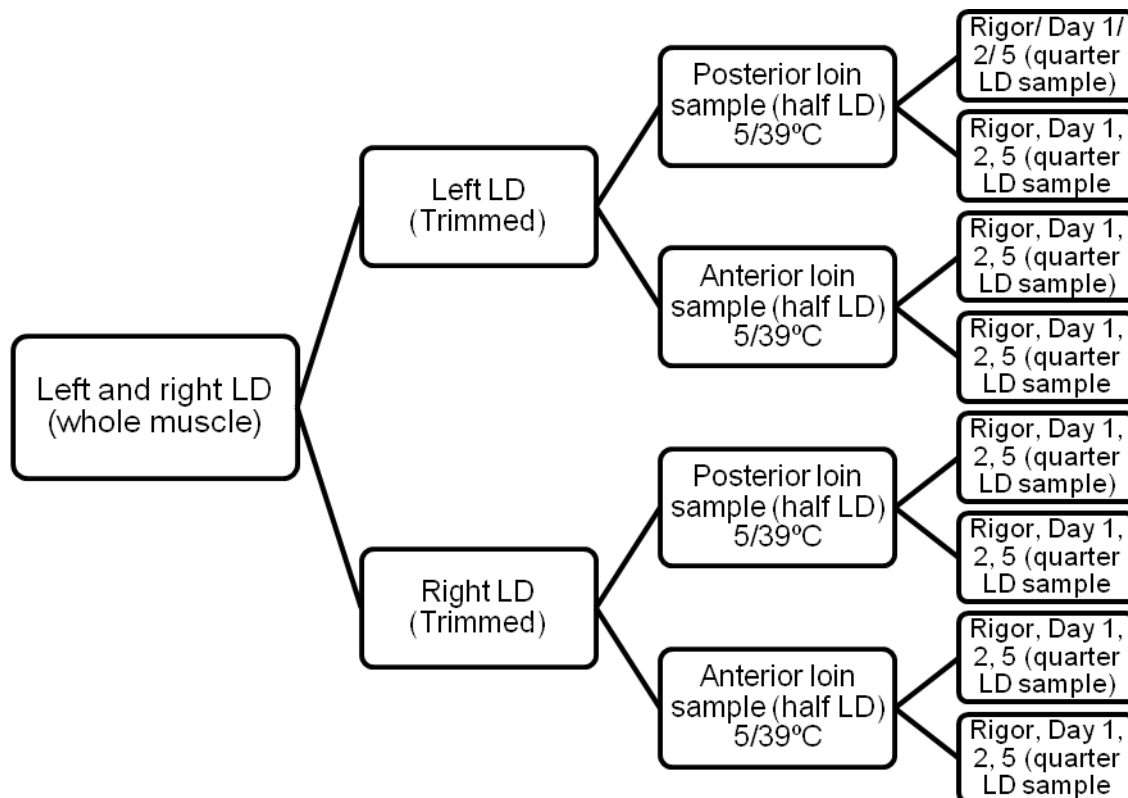 Left and right LD
(whole muscle)
Left LD
(Trimmed)
Right LD
(Trimmed)
Posterior loin
sample (half LD)
5/39ºC
Anterior loin
sample (half LD)
5/39ºC
Posterior loin
sample (half LD)
5/39ºC
Anterior loin
sample (half LD)
5/39ºC
Rigor/ Day 1/
2/ 5 (quarter
LD sample)
Rigor, Day 1,
2, 5 (quarter
LD sample
Rigor, Day 1,
2, 5 (quarter
LD sample)
Rigor, Day 1,
2, 5 (quarter
LD sample
Rigor, Day 1,
2, 5 (quarter
LD sample)
Rigor, Day 1,
2, 5 (quarter
LD sample
Rigor, Day 1,
2, 5 (quarter
LD sample)
Rigor, Day 1,
2, 5 (quarter
LD sample